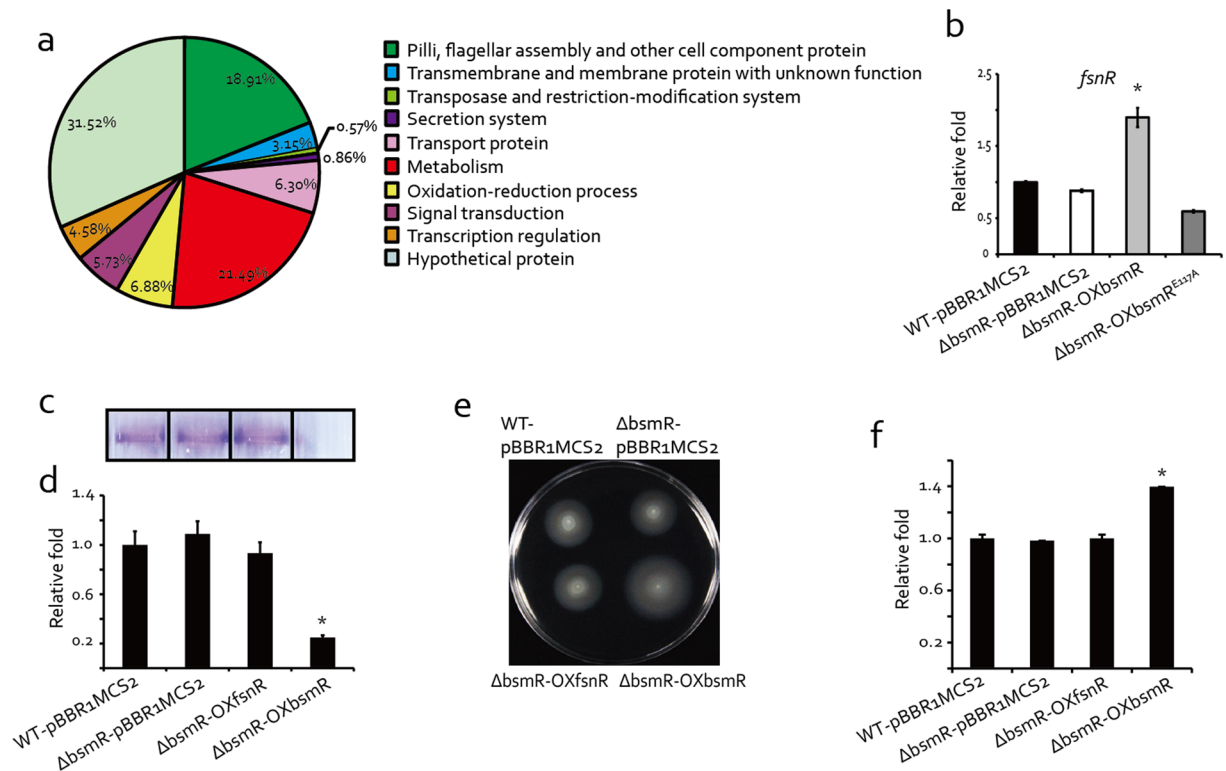 a
18.91%
3.15%
0.57%
0.86%
6.30%
21.49%
6.88%
5.73%
4.58%
31.52%
Pilli, flagellar assembly and other cell component protein
Transmembrane and membrane protein with unknown function
Transposase and restriction-modification system
Secretion system
Transport protein
Metabolism
Oxidation-reduction process
Signal transduction
Transcription regulation
Hypothetical protein
b
fsnR
*
Relative fold
2.5
1.5
1
0.5
0
WT-pBBR1MCS2
ΔbsmR-pBBR1MCS2
ΔbsmR-OXbsmR
ΔbsmR-OXbsmR^E117A
c
d
Relative fold
1.4
1.0
0.6
0.2
*
WT-pBBR1MCS2
ΔbsmR-pBBR1MCS2
ΔbsmR-OXfsnR
ΔbsmR-OXbsmR
e
WT-
pBBR1MCS2
ΔbsmR-
pBBR1MCS2
ΔbsmR-OXfsnR
ΔbsmR-OXbsmR
f
Relative fold
1.4
1.0
0.6
0.2
*
WT-pBBR1MCS2
ΔbsmR-pBBR1MCS2
ΔbsmR-OXfsnR
ΔbsmR-OXbsmR